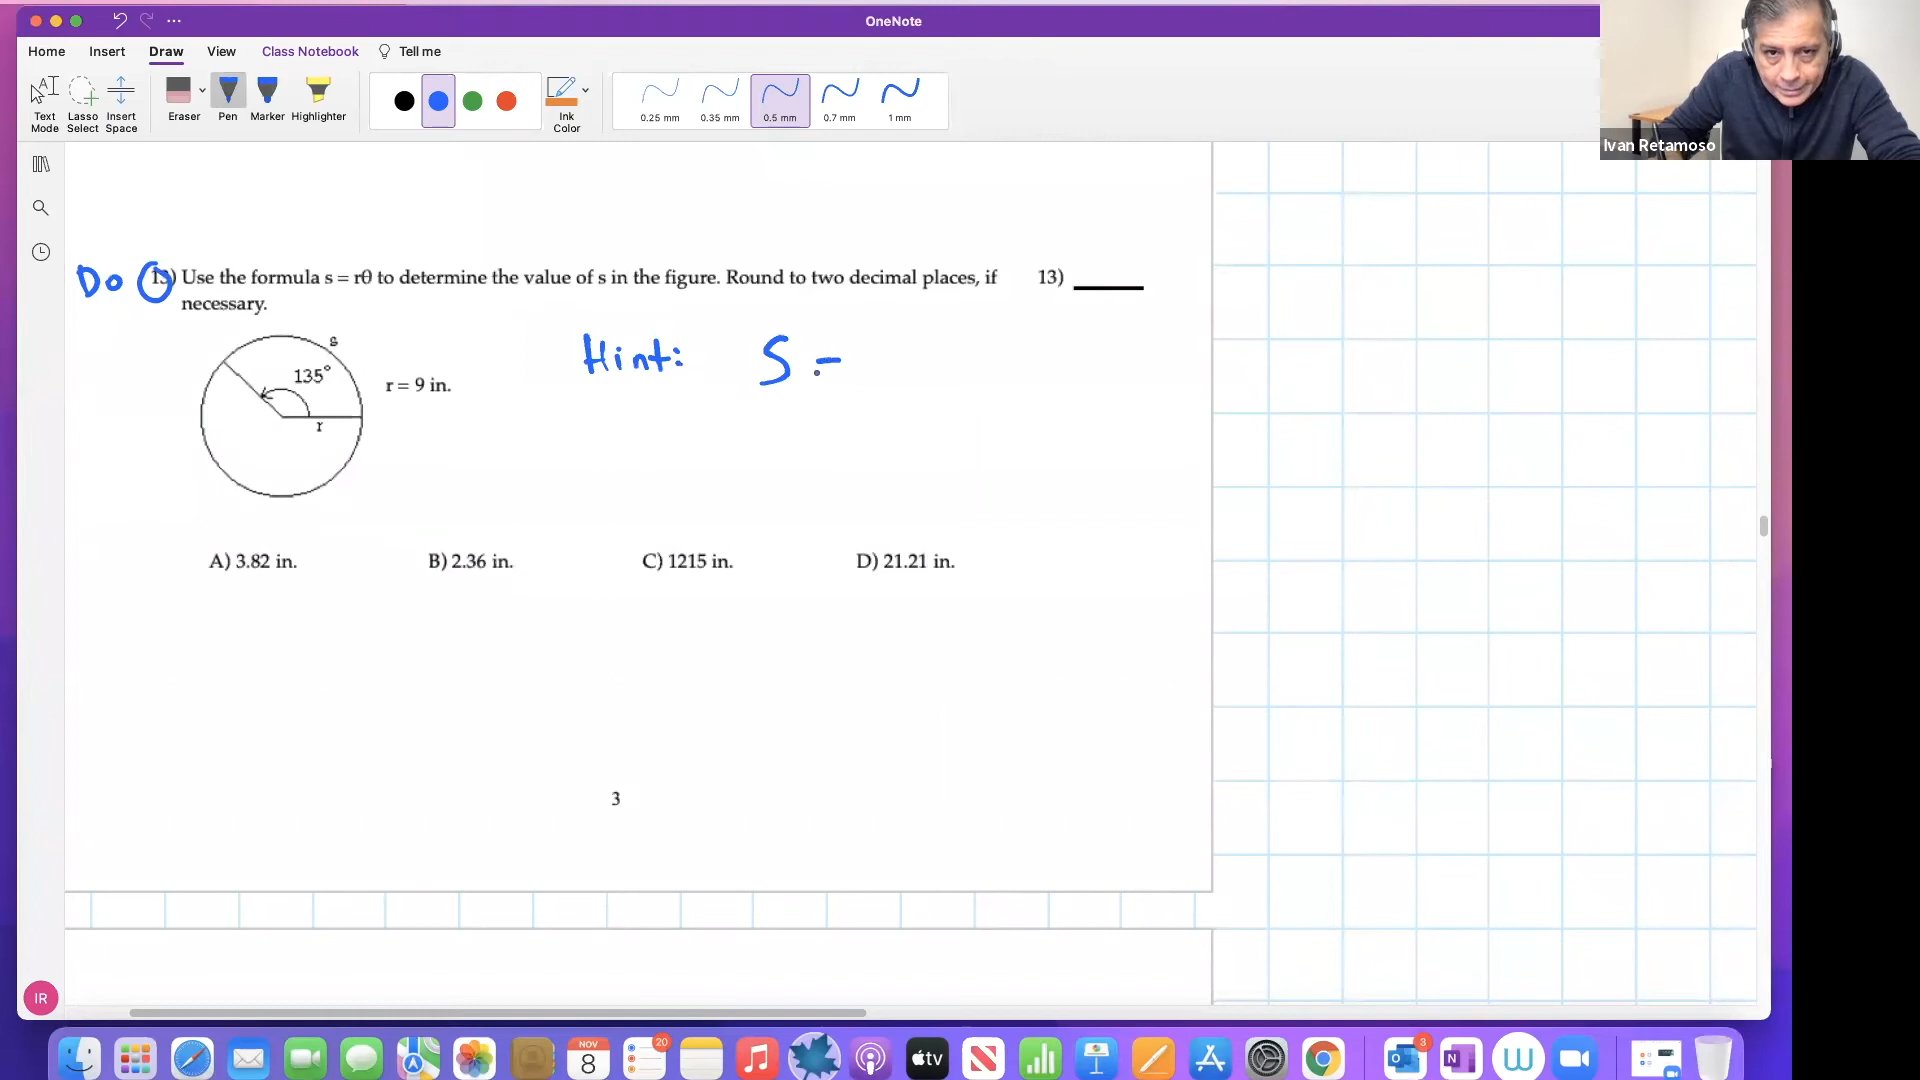 OneNote
Home Insert Draw View Class Notebook Tell me
Text Mode
Lasso Select
Insert Space
Eraser
Pen
Marker
Highlighter
Ink Color
0.25 mm
0.35 mm
0.5 mm
0.7 mm
1 mm
Ivan Retamoso
Do 13) Use the formula s = rθ to determine the value of s in the figure. Round to two decimal places, if 13)
necessary.
Hint: S =
s
135°
r = 9 in.
r
A) 3.82 in. B) 2.36 in. C) 1215 in. D) 21.21 in.
3
IR
NOV
8
20
tv
3
N
W